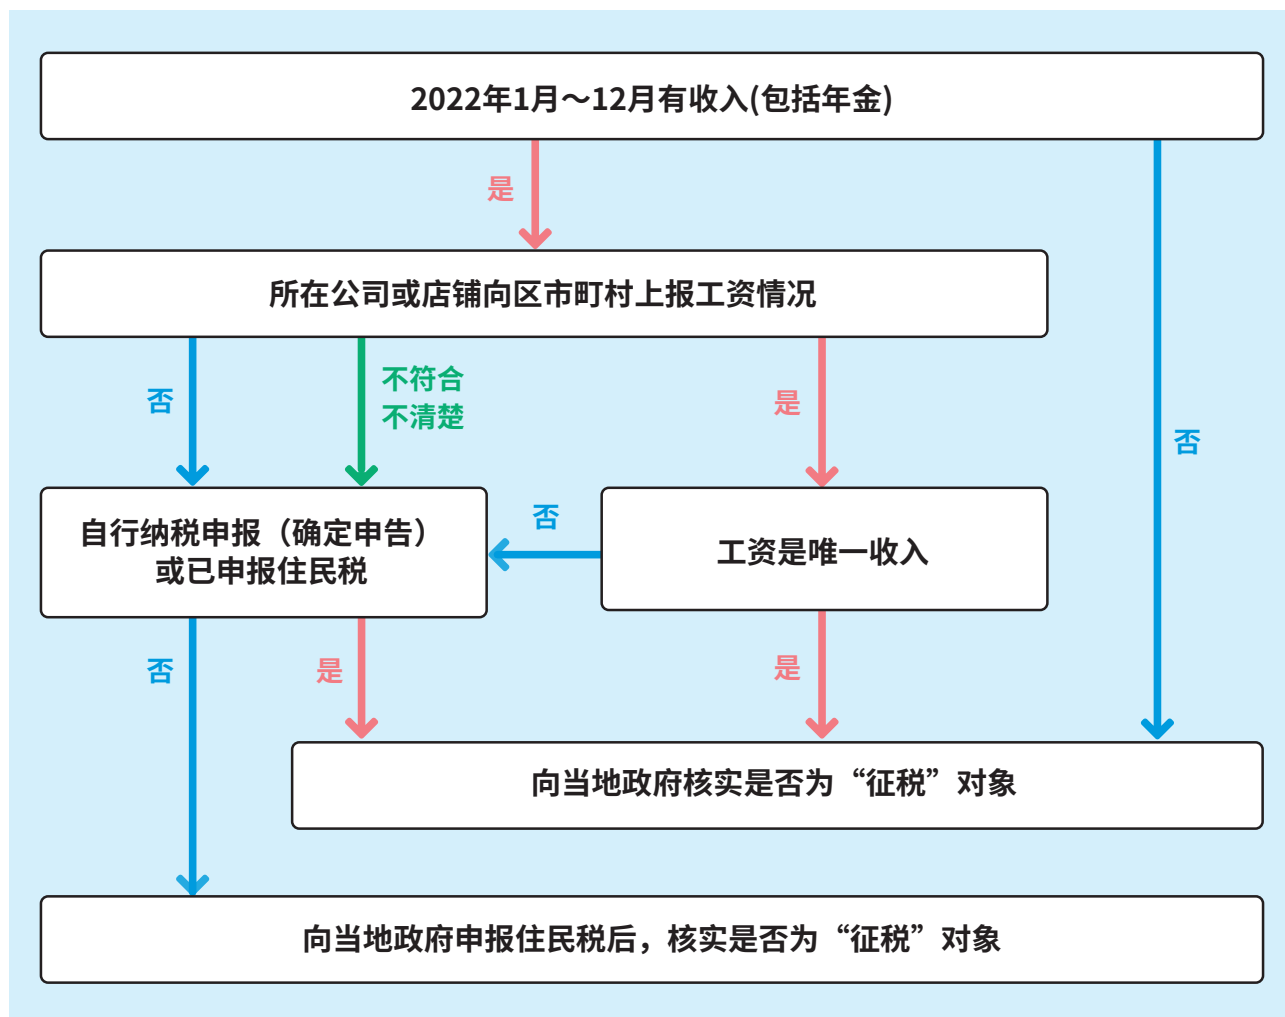 2022年1月～12月有收入(包括年金)
是
所在公司或店铺向区市町村上报工资情况
否
不符合
不清楚
是
否
自行纳税申报（确定申告）
或已申报住民税
否
工资是唯一收入
否
是
是
向当地政府核实是否为“征税”对象
向当地政府申报住民税后，核实是否为“征税”对象